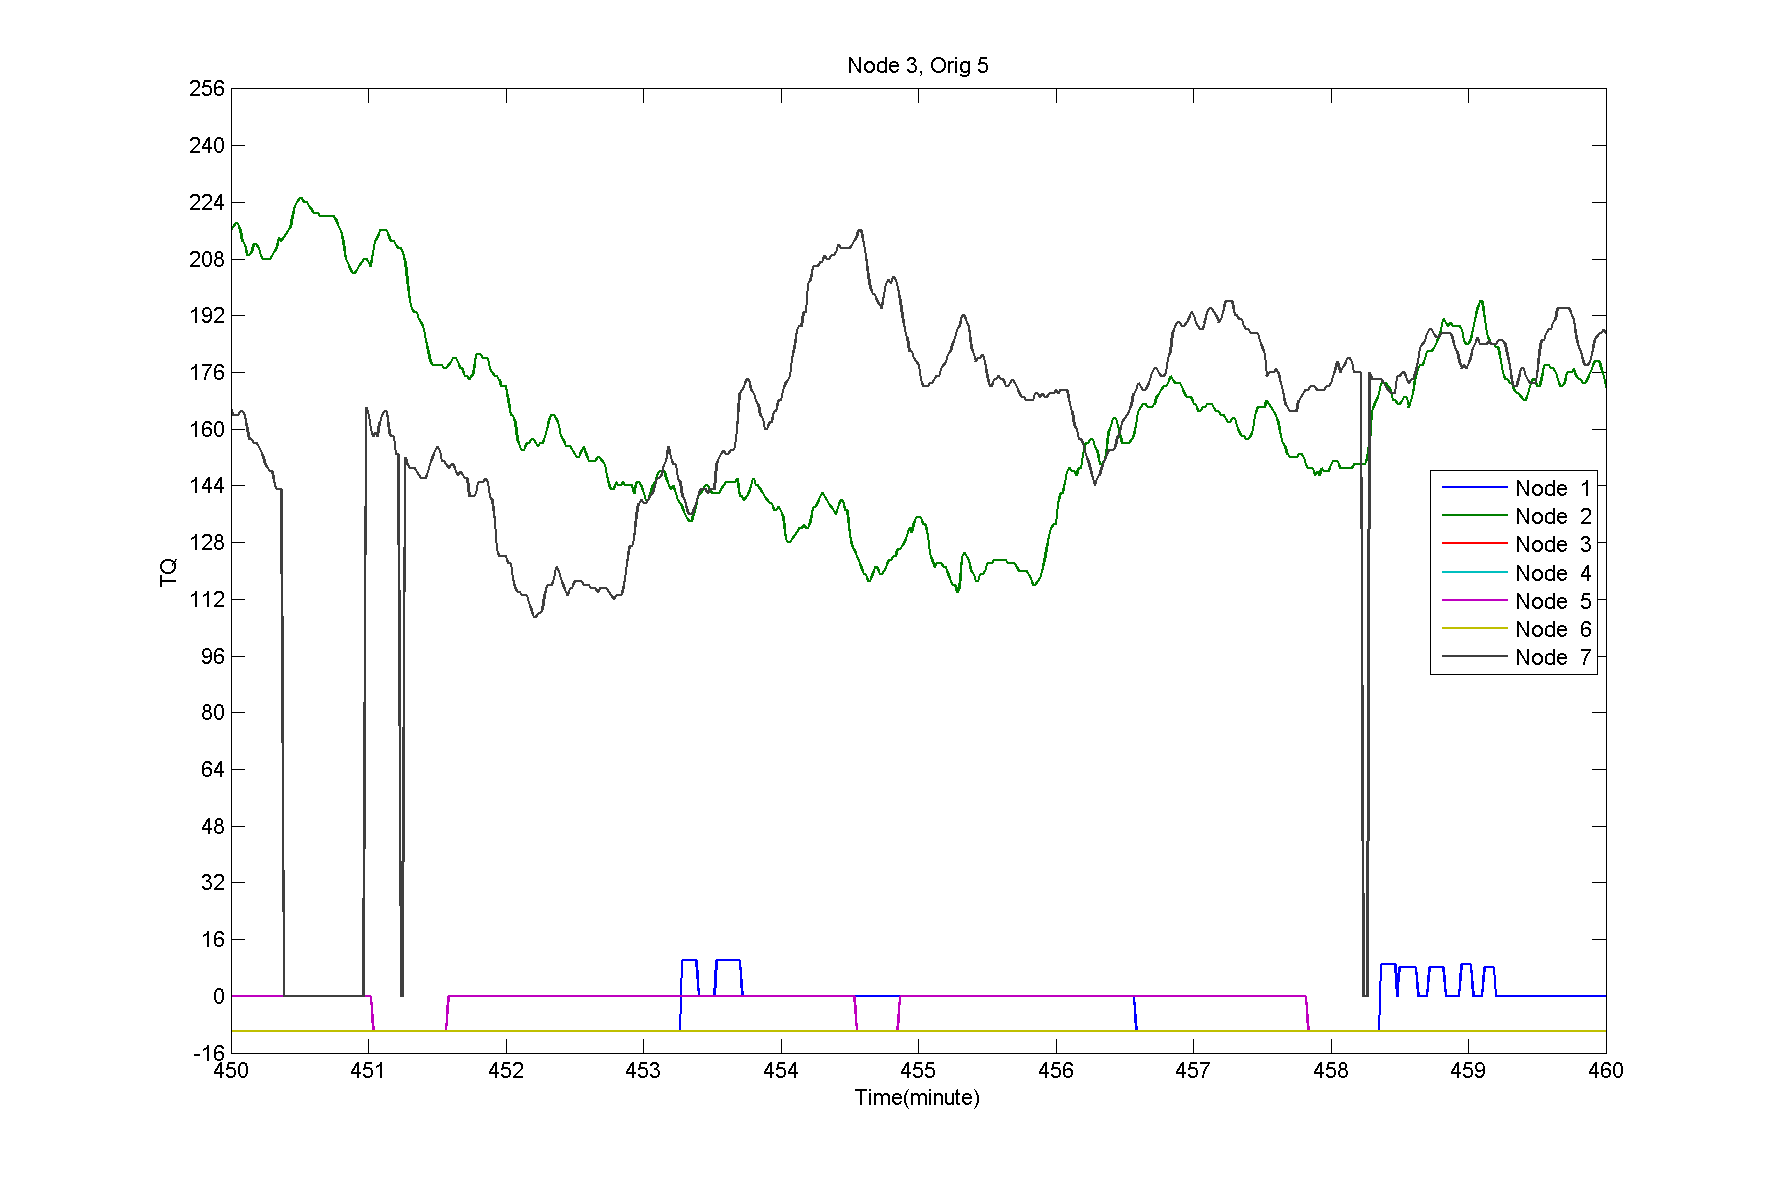 Node 3, Orig 5
256
240
224
208
192
176
160
144
128
112
96
80
64
48
32
16
0
-16
TQ
Node 1
Node 2
Node 3
Node 4
Node 5
Node 6
Node 7
450 451 452 453 454 455 456 457 458 459 460
Time(minute)